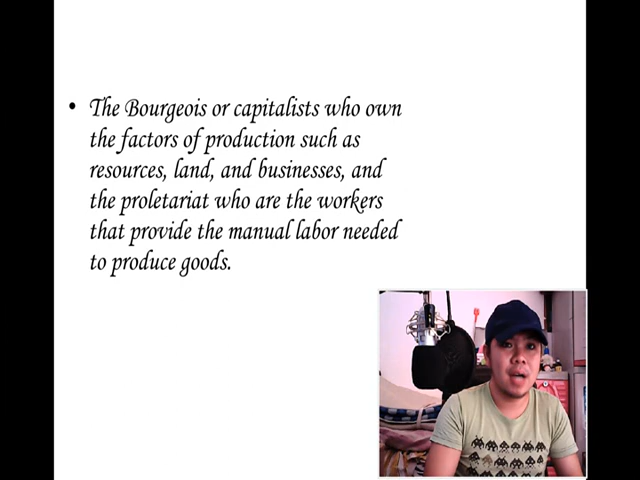 • The Bourgeois or capitalists who own
the factors of production such as
resources, land, and businesses, and
the proletariat who are the workers
that provide the manual labor needed
to produce goods.